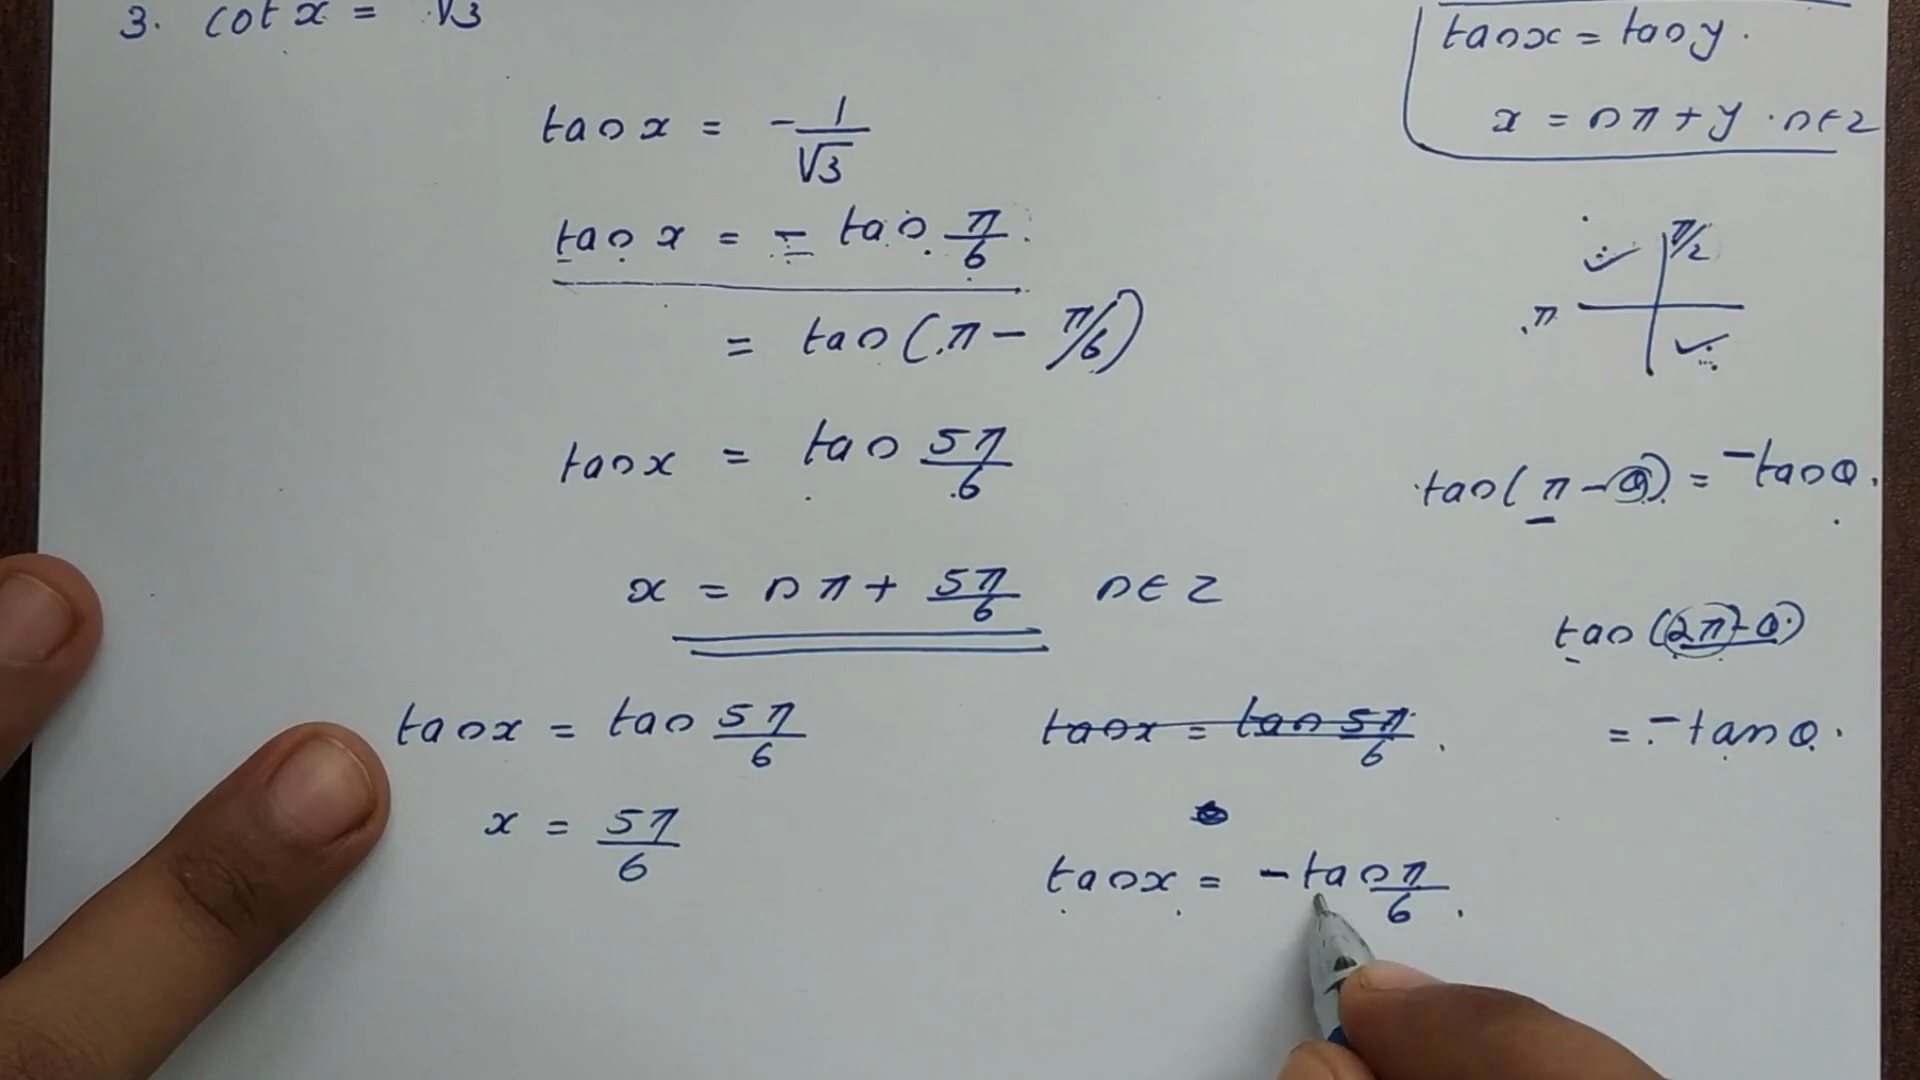 3. cot x = √3
tan x = - 1/√3
tan x = - tan π/6
= tan (π - π/6)
tan x = tan 5π/6
x = nπ + 5π/6 n ∈ Z
tan x = tan 5π/6
x = 5π/6
tan x = tan 5π/6.
tan x = - tan π/6.
tan x = tan y.
x = nπ + y . n ∈ Z
π/2
π
tan(π - θ) = -tan θ.
tan (2π - θ)
= -tan θ.